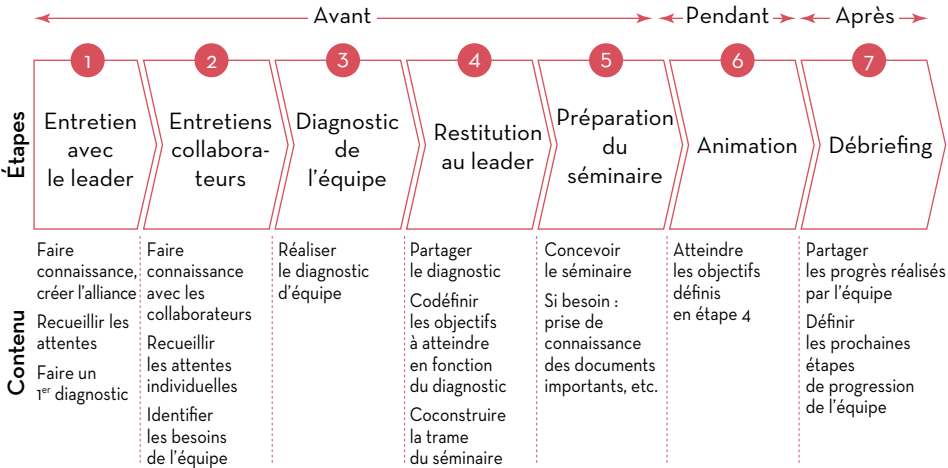 Avant
Pendant
Après
1
2
3
4
5
6
7
Étapes
Entretien
avec
le leader
Entretiens
collabora-
teurs
Diagnostic
de
l'équipe
Restitution
au leader
Préparation
du
séminaire
Animation
Débriefing
Contenu
Faire
connaissance,
créer l'alliance
Recueillir les
attentes
Faire un
1er diagnostic
Faire
connaissance
avec les
collaborateurs
Recueillir
les attentes
individuelles
Identifier
les besoins
de l'équipe
Réaliser
le diagnostic
d'équipe
Partager
le diagnostic
Codéfinir
les objectifs
à atteindre
en fonction
du diagnostic
Coconstruire
la trame
du séminaire
Concevoir
le séminaire
Si besoin :
prise de
connaissance
des documents
importants, etc.
Atteindre
les objectifs
définis
en étape 4
Partager
les progrès réalisés
par l'équipe
Définir
les prochaines
étapes
de progression
de l'équipe